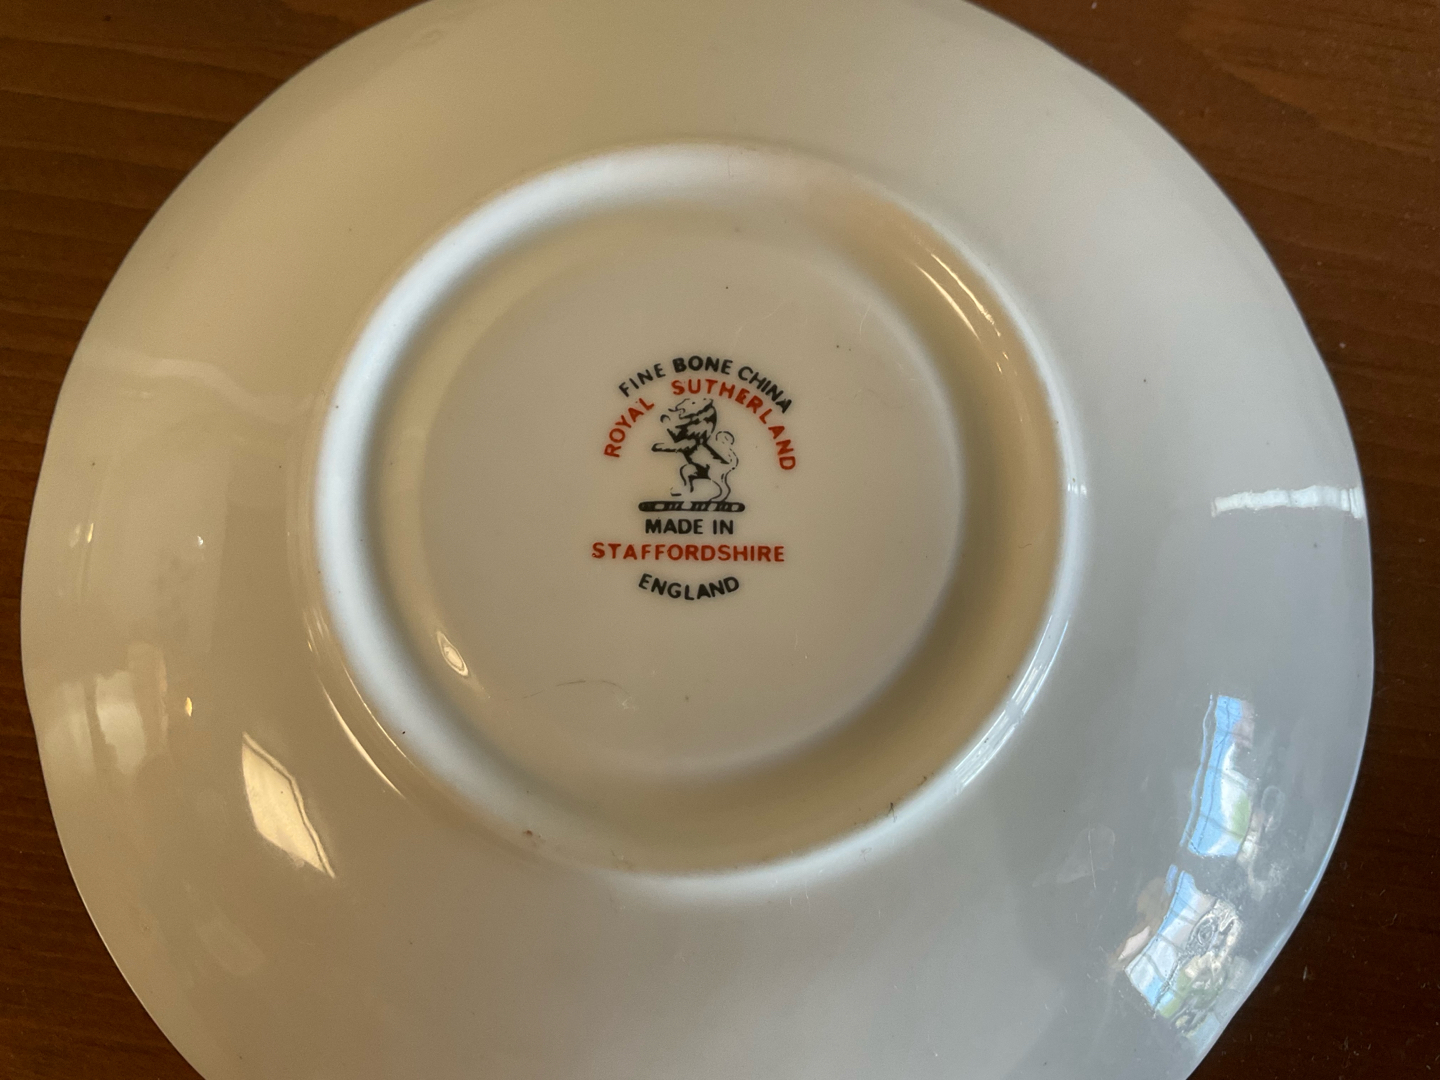 FINE BONE CHINA
ROYAL SUTHERLAND
MADE IN
STAFFORDSHIRE
ENGLAND